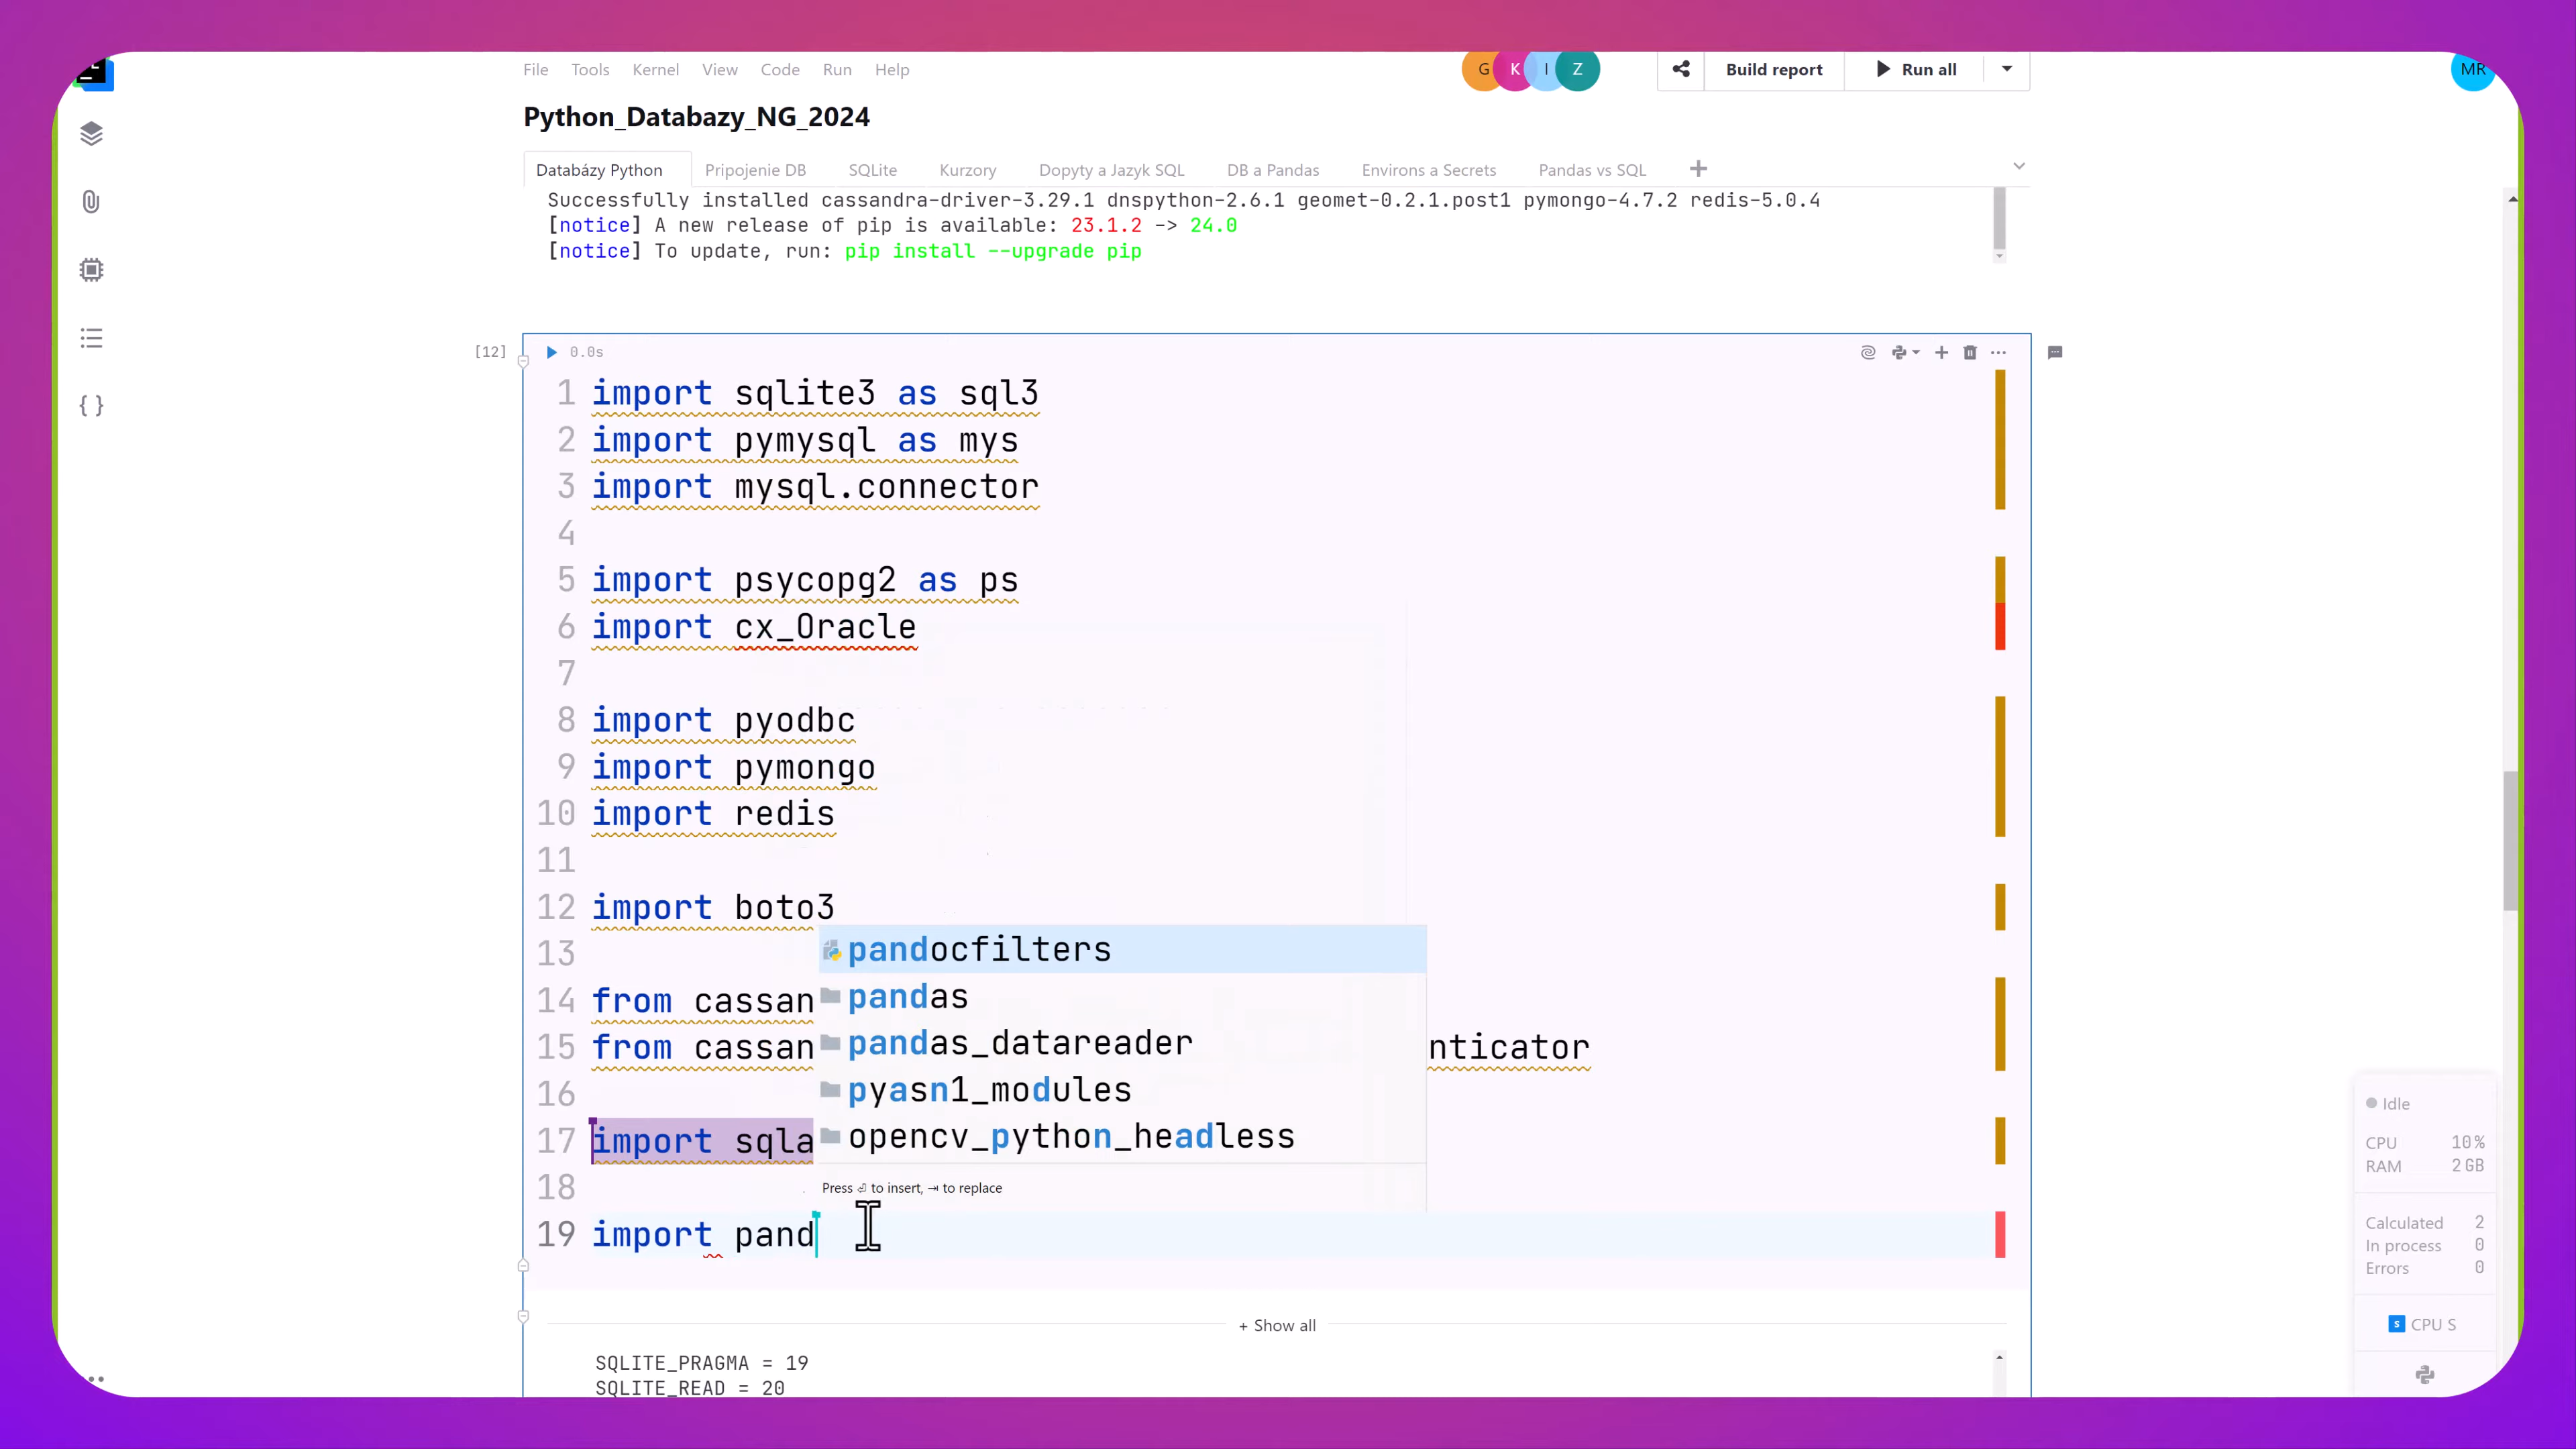 File Tools Kernel View Code Run Help
G K I Z
Build report
Run all
MR
Python_Databazy_NG_2024
Databázy Python
Pripojenie DB
SQLite
Kurzory
Dopyty a Jazyk SQL
DB a Pandas
Environs a Secrets
Pandas vs SQL
Successfully installed cassandra-driver-3.29.1 dnspython-2.6.1 geomet-0.2.1.post1 pymongo-4.7.2 redis-5.0.4
[notice] A new release of pip is available: 23.1.2 -> 24.0
[notice] To update, run: pip install --upgrade pip
[12] 0.0s
1 import sqlite3 as sql3
2 import pymysql as mys
3 import mysql.connector
4
5 import psycopg2 as ps
6 import cx_Oracle
7
8 import pyodbc
9 import pymongo
10 import redis
11
12 import boto3
13
14 from cassan
15 from cassan nticator
16
17 import sqla
18
19 import pand
pandocfilters
pandas
pandas_datareader
pyasn1_modules
opencv_python_headless
Press ⏎ to insert, ⇥ to replace
+ Show all
SQLITE_PRAGMA = 19
SQLITE_READ = 20
Idle
CPU 10%
RAM 2 GB
Calculated 2
In process 0
Errors 0
S CPU S